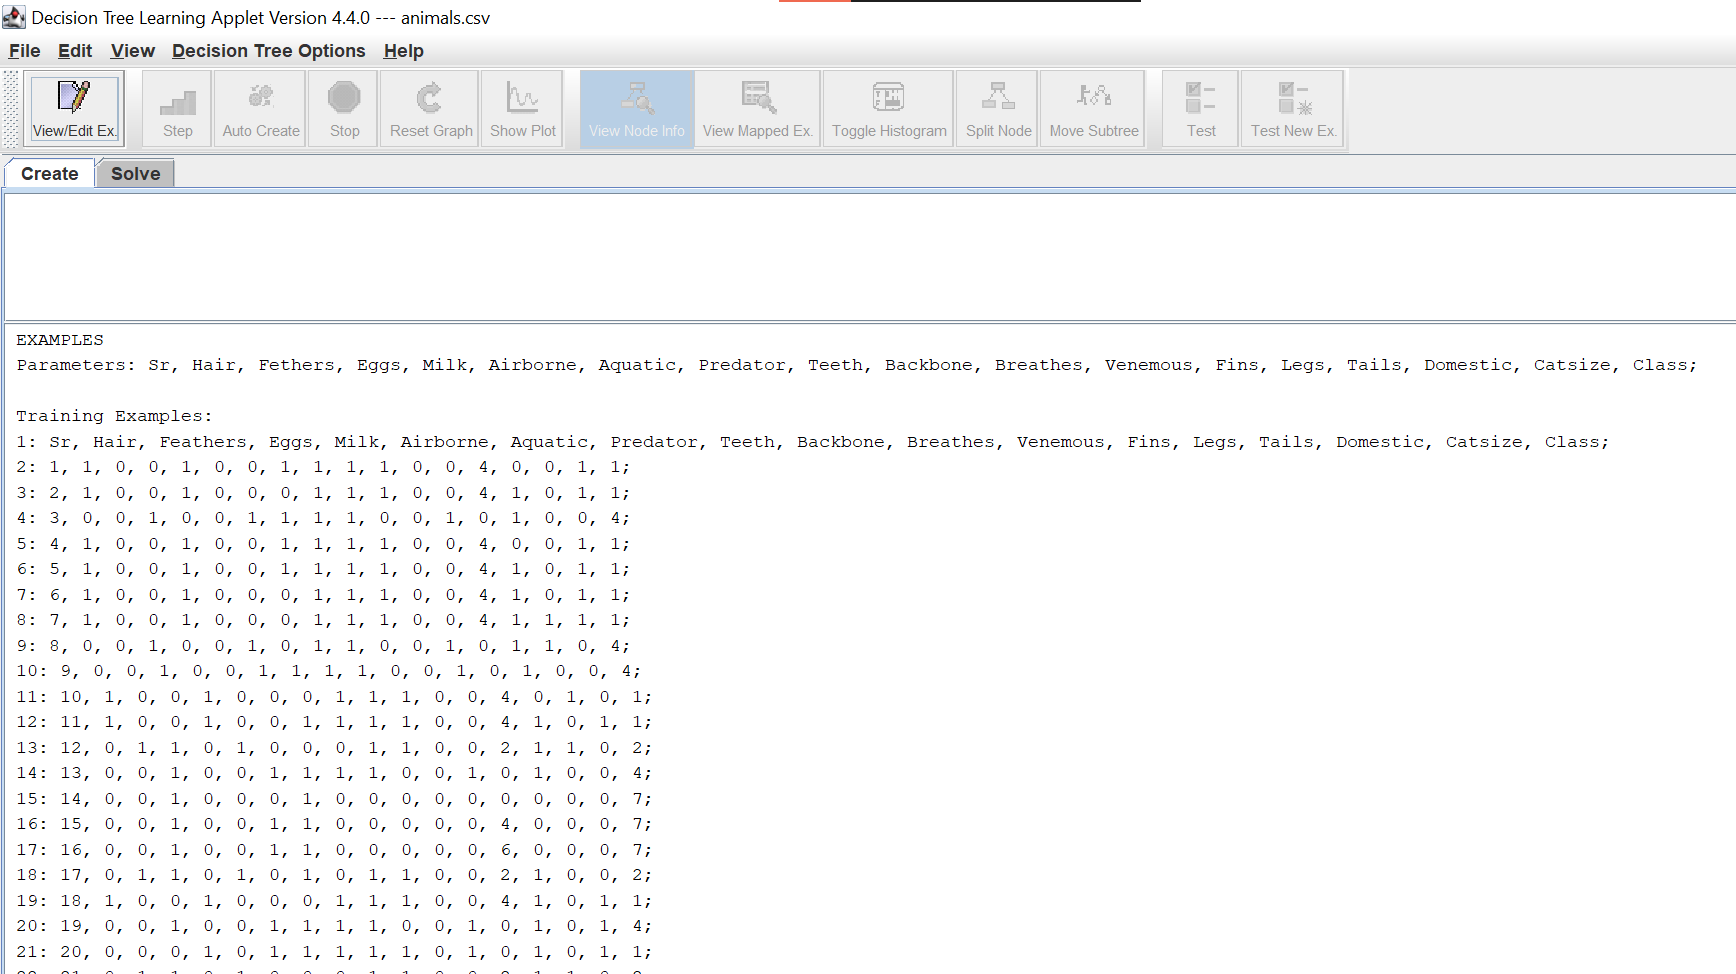 Decision Tree Learning Applet Version 4.4.0 --- animals.csv
File Edit View Decision Tree Options Help
View/Edit Ex. Step Auto Create Stop Reset Graph Show Plot View Node Info View Mapped Ex. Toggle Histogram Split Node Move Subtree Test Test New Ex.
Create Solve
EXAMPLES
Parameters: Sr, Hair, Fethers, Eggs, Milk, Airborne, Aquatic, Predator, Teeth, Backbone, Breathes, Venemous, Fins, Legs, Tails, Domestic, Catsize, Class;
Training Examples:
1: Sr, Hair, Feathers, Eggs, Milk, Airborne, Aquatic, Predator, Teeth, Backbone, Breathes, Venemous, Fins, Legs, Tails, Domestic, Catsize, Class;
2: 1, 1, 0, 0, 1, 0, 0, 1, 1, 1, 1, 0, 0, 4, 0, 0, 1, 1;
3: 2, 1, 0, 0, 1, 0, 0, 0, 1, 1, 1, 0, 0, 4, 1, 0, 1, 1;
4: 3, 0, 0, 1, 0, 0, 1, 1, 1, 1, 0, 0, 1, 0, 1, 0, 0, 4;
5: 4, 1, 0, 0, 1, 0, 0, 1, 1, 1, 1, 0, 0, 4, 0, 0, 1, 1;
6: 5, 1, 0, 0, 1, 0, 0, 1, 1, 1, 1, 0, 0, 4, 1, 0, 1, 1;
7: 6, 1, 0, 0, 1, 0, 0, 0, 1, 1, 1, 0, 0, 4, 1, 0, 1, 1;
8: 7, 1, 0, 0, 1, 0, 0, 0, 1, 1, 1, 0, 0, 4, 1, 1, 1, 1;
9: 8, 0, 0, 1, 0, 0, 1, 0, 1, 1, 0, 0, 1, 0, 1, 1, 0, 4;
10: 9, 0, 0, 1, 0, 0, 1, 1, 1, 1, 0, 0, 1, 0, 1, 0, 0, 4;
11: 10, 1, 0, 0, 1, 0, 0, 0, 1, 1, 1, 0, 0, 4, 0, 1, 0, 1;
12: 11, 1, 0, 0, 1, 0, 0, 1, 1, 1, 1, 0, 0, 4, 1, 0, 1, 1;
13: 12, 0, 1, 1, 0, 1, 0, 0, 0, 1, 1, 0, 0, 2, 1, 1, 0, 2;
14: 13, 0, 0, 1, 0, 0, 1, 1, 1, 1, 0, 0, 1, 0, 1, 0, 0, 4;
15: 14, 0, 0, 1, 0, 0, 0, 1, 0, 0, 0, 0, 0, 0, 0, 0, 0, 7;
16: 15, 0, 0, 1, 0, 0, 1, 1, 0, 0, 0, 0, 0, 4, 0, 0, 0, 7;
17: 16, 0, 0, 1, 0, 0, 1, 1, 0, 0, 0, 0, 0, 6, 0, 0, 0, 7;
18: 17, 0, 1, 1, 0, 1, 0, 1, 0, 1, 1, 0, 0, 2, 1, 0, 0, 2;
19: 18, 1, 0, 0, 1, 0, 0, 0, 1, 1, 1, 0, 0, 4, 1, 0, 1, 1;
20: 19, 0, 0, 1, 0, 0, 1, 1, 1, 1, 0, 0, 1, 0, 1, 0, 1, 4;
21: 20, 0, 0, 0, 1, 0, 1, 1, 1, 1, 1, 0, 1, 0, 1, 0, 1, 1;